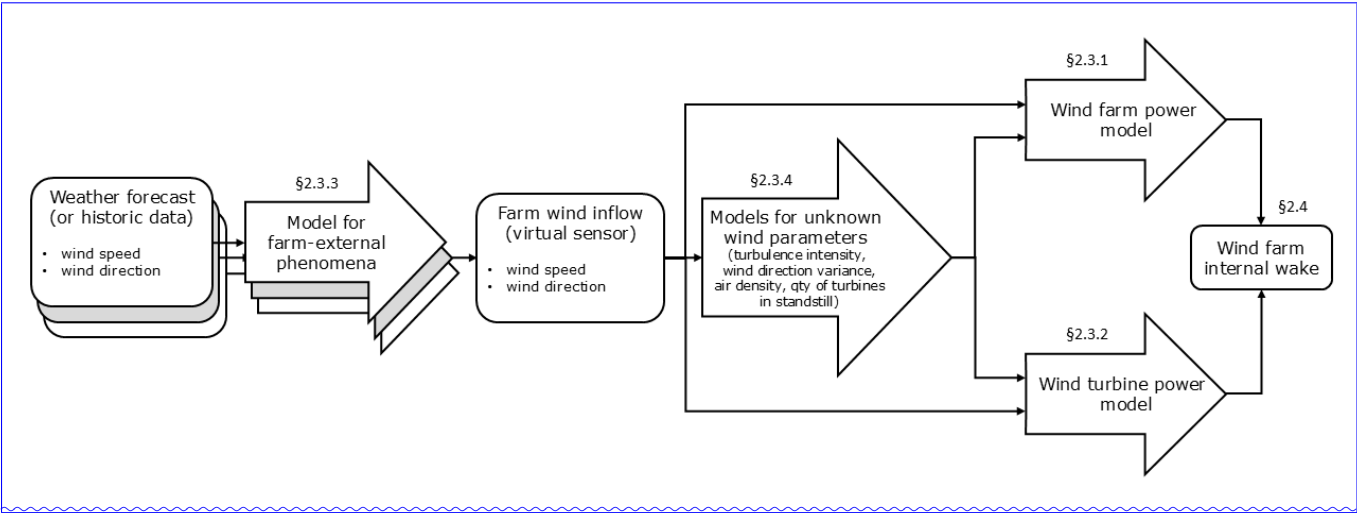 Weather forecast
(or historic data)
• wind speed
• wind direction
§2.3.3
Model for
farm-external
phenomena
Farm wind inflow
(virtual sensor)
• wind speed
• wind direction
§2.3.4
Models for unknown
wind parameters
(turbulence intensity,
wind direction variance,
air density, qty of turbines
in standstill)
§2.3.1
Wind farm power
model
§2.3.2
Wind turbine power
model
§2.4
Wind farm
internal wake